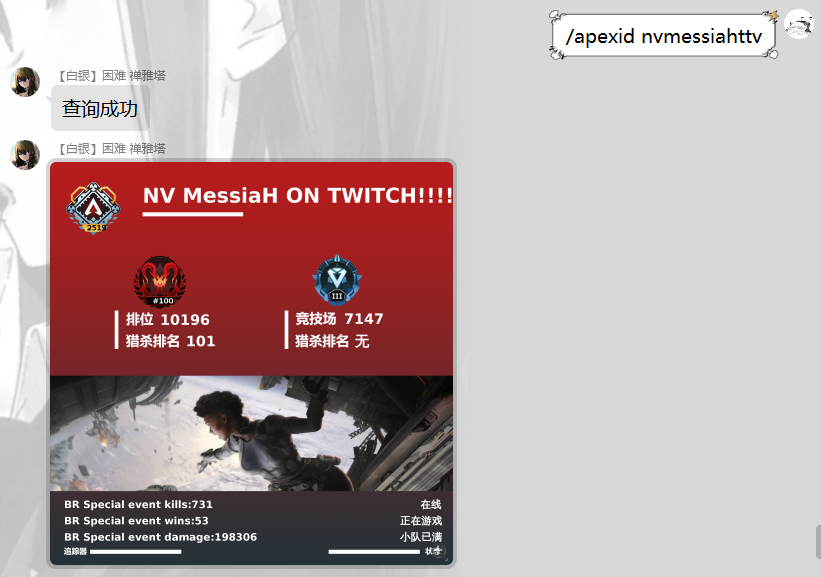 /apexid nvmessiahttv
【白银】困难 禅雅塔
查询成功
【白银】困难 禅雅塔
NV MessiaH ON TWITCH!!!!
2519
#100
III
排位 10196
猎杀排名 101
竞技场 7147
猎杀排名 无
BR Special event kills:731
BR Special event wins:53
BR Special event damage:198306
追踪器
在线
正在游戏
小队已满
状态